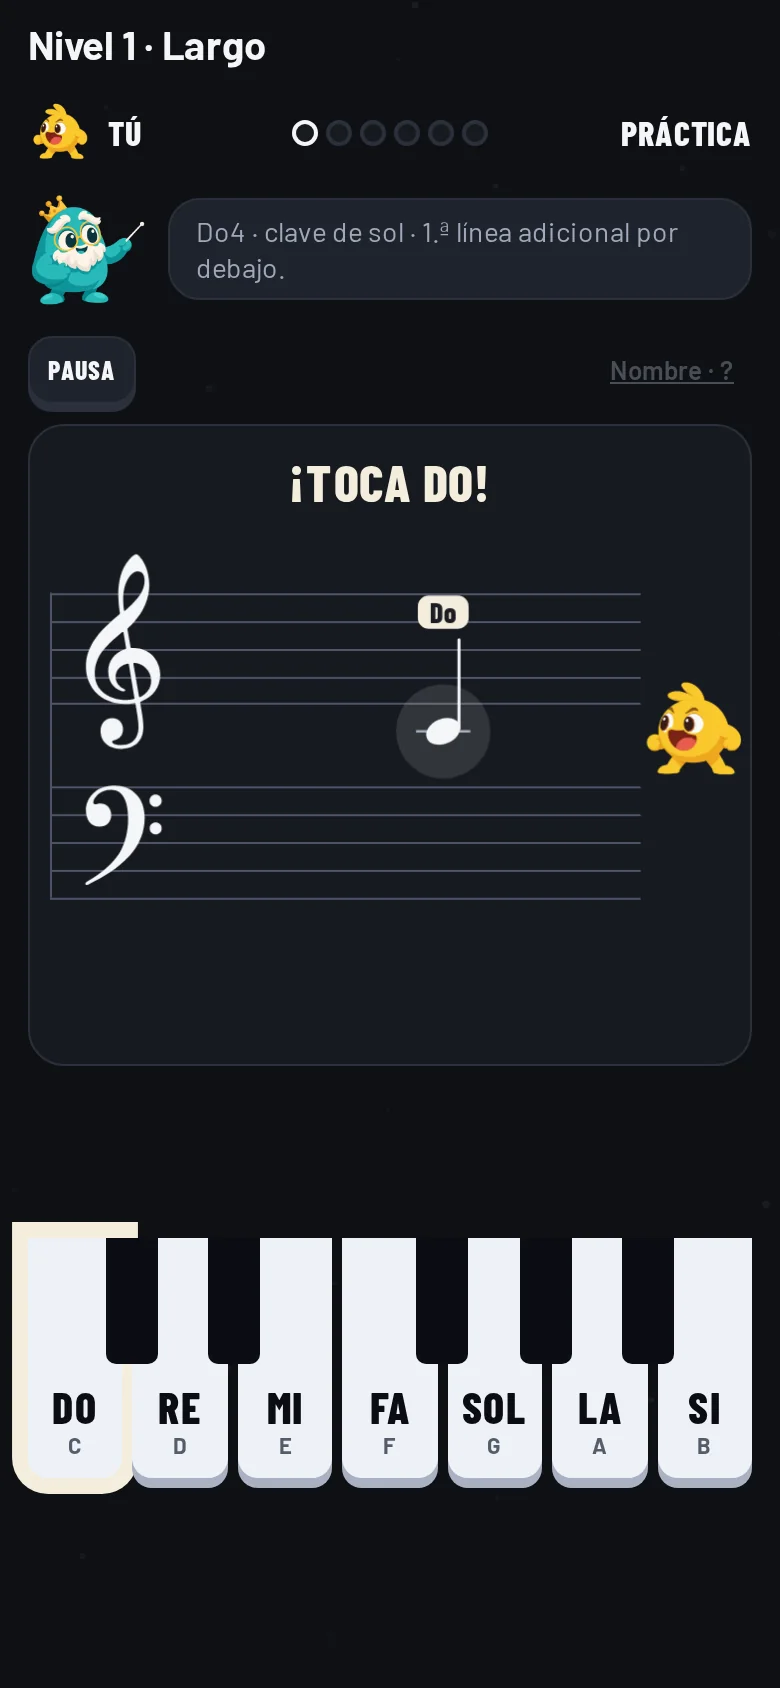 Nivel 1 · Largo
TÚ
PRÁCTICA
Do4 · clave de sol · 1.ª línea adicional por
debajo.
PAUSA
Nombre · ?
¡TOCA DO!
Do
DO RE MI FA SOL LA SI
C D E F G A B